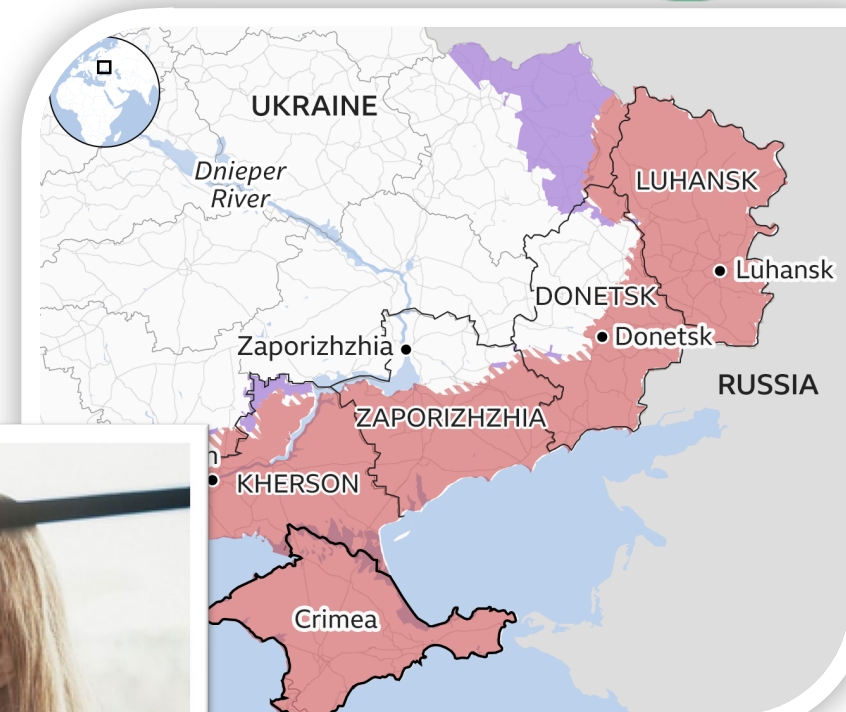 UKRAINE
Dnieper
River
LUHANSK
Luhansk
DONETSK
Donetsk
Zaporizhzhia
RUSSIA
ZAPORIZHZHIA
n
KHERSON
Crimea